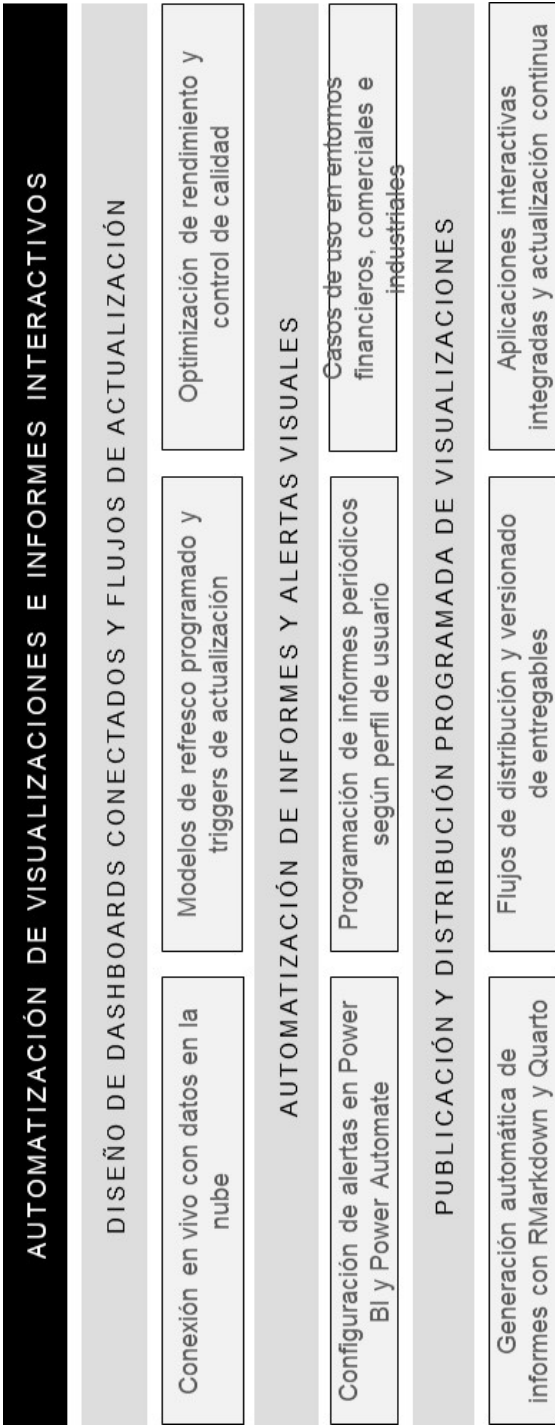 AUTOMATIZACIÓN DE VISUALIZACIONES E INFORMES INTERACTIVOS
DISEÑO DE DASHBOARDS CONECTADOS Y FLUJOS DE ACTUALIZACIÓN
Conexión en vivo con datos en la
nube
Modelos de refresco programado y
triggers de actualización
Optimización de rendimiento y
control de calidad
AUTOMATIZACIÓN DE INFORMES Y ALERTAS VISUALES
Configuración de alertas en Power
BI y Power Automate
Programación de informes periódicos
según perfil de usuario
Casos de uso en entornos
financieros, comerciales e
industriales
PUBLICACIÓN Y DISTRIBUCIÓN PROGRAMADA DE VISUALIZACIONES
Generación automática de
informes con RMarkdown y Quarto
Flujos de distribución y versionado
de entregables
Aplicaciones interactivas
integradas y actualización continua